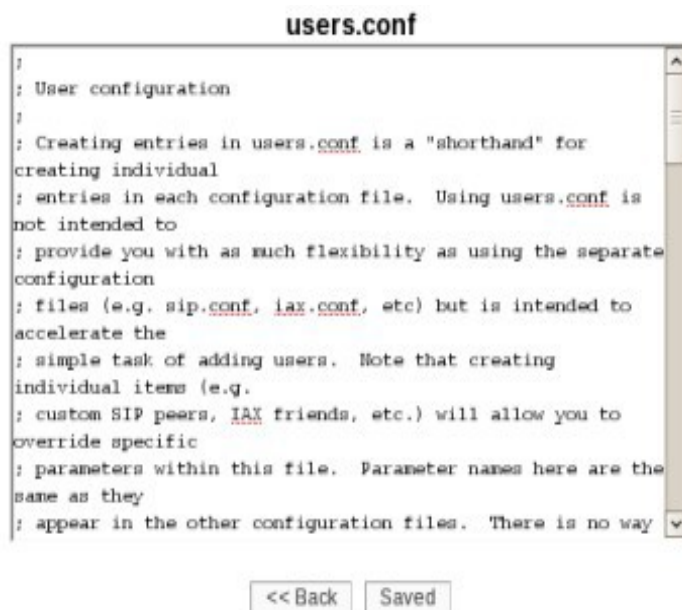 users.conf
;
; User configuration
;
; Creating entries in users.conf is a "shorthand" for
creating individual
; entries in each configuration file.  Using users.conf is
not intended to
; provide you with as much flexibility as using the separate
configuration
; files (e.g. sip.conf, iax.conf, etc) but is intended to
accelerate the
; simple task of adding users.  Note that creating
individual items (e.g.
; custom SIP peers, IAX friends, etc.) will allow you to
override specific
; parameters within this file.  Parameter names here are the
same as they
; appear in the other configuration files.  There is no way
<< Back
Saved